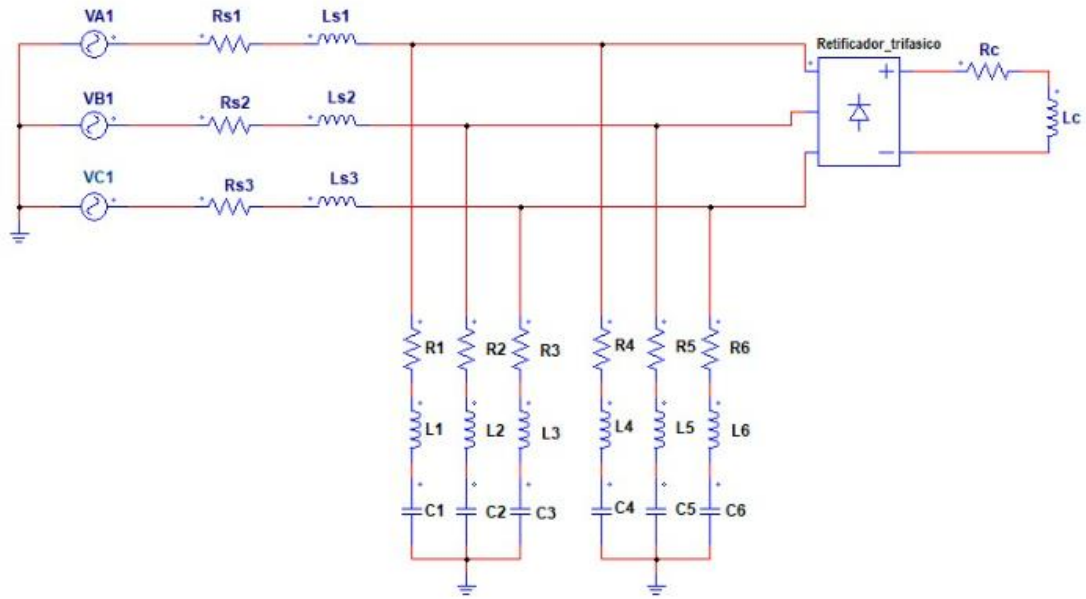 VA1 Rs1 Ls1
Retificador_trifasico
Rc
VB1 Rs2 Ls2
Lc
VC1 Rs3 Ls3
R1 R2 R3 R4 R5 R6
L1 L2 L3 L4 L5 L6
C1 C2 C3 C4 C5 C6